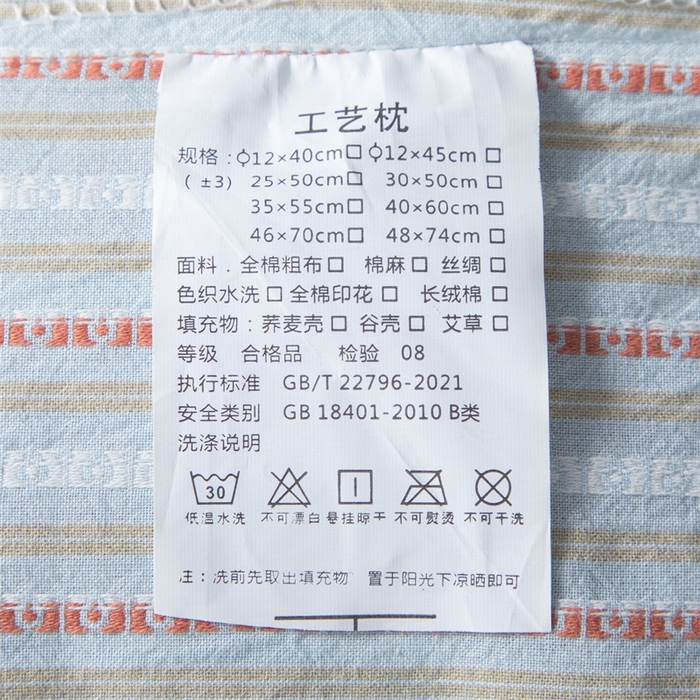 工艺枕
规格：ϕ12×40cm☐ ϕ12×45cm ☐
( ±3) 25×50cm☐ 30×50cm ☐
35×55cm☐ 40×60cm ☐
46×70cm☐ 48×74cm ☐
面料．全棉粗布☐ 棉麻☐ 丝绸☐
色织水洗☐全棉印花☐ 长绒棉☐
填充物：荞麦壳☐ 谷壳☐ 艾草☐
等级 合格品 检验 08
执行标准 GB/T 22796-2021
安全类别 GB 18401-2010 B类
洗涤说明
30
低温水洗 不可漂白 悬挂晾干 不可熨烫 不可干洗
注：洗前先取出填充物 置于阳光下凉晒即可